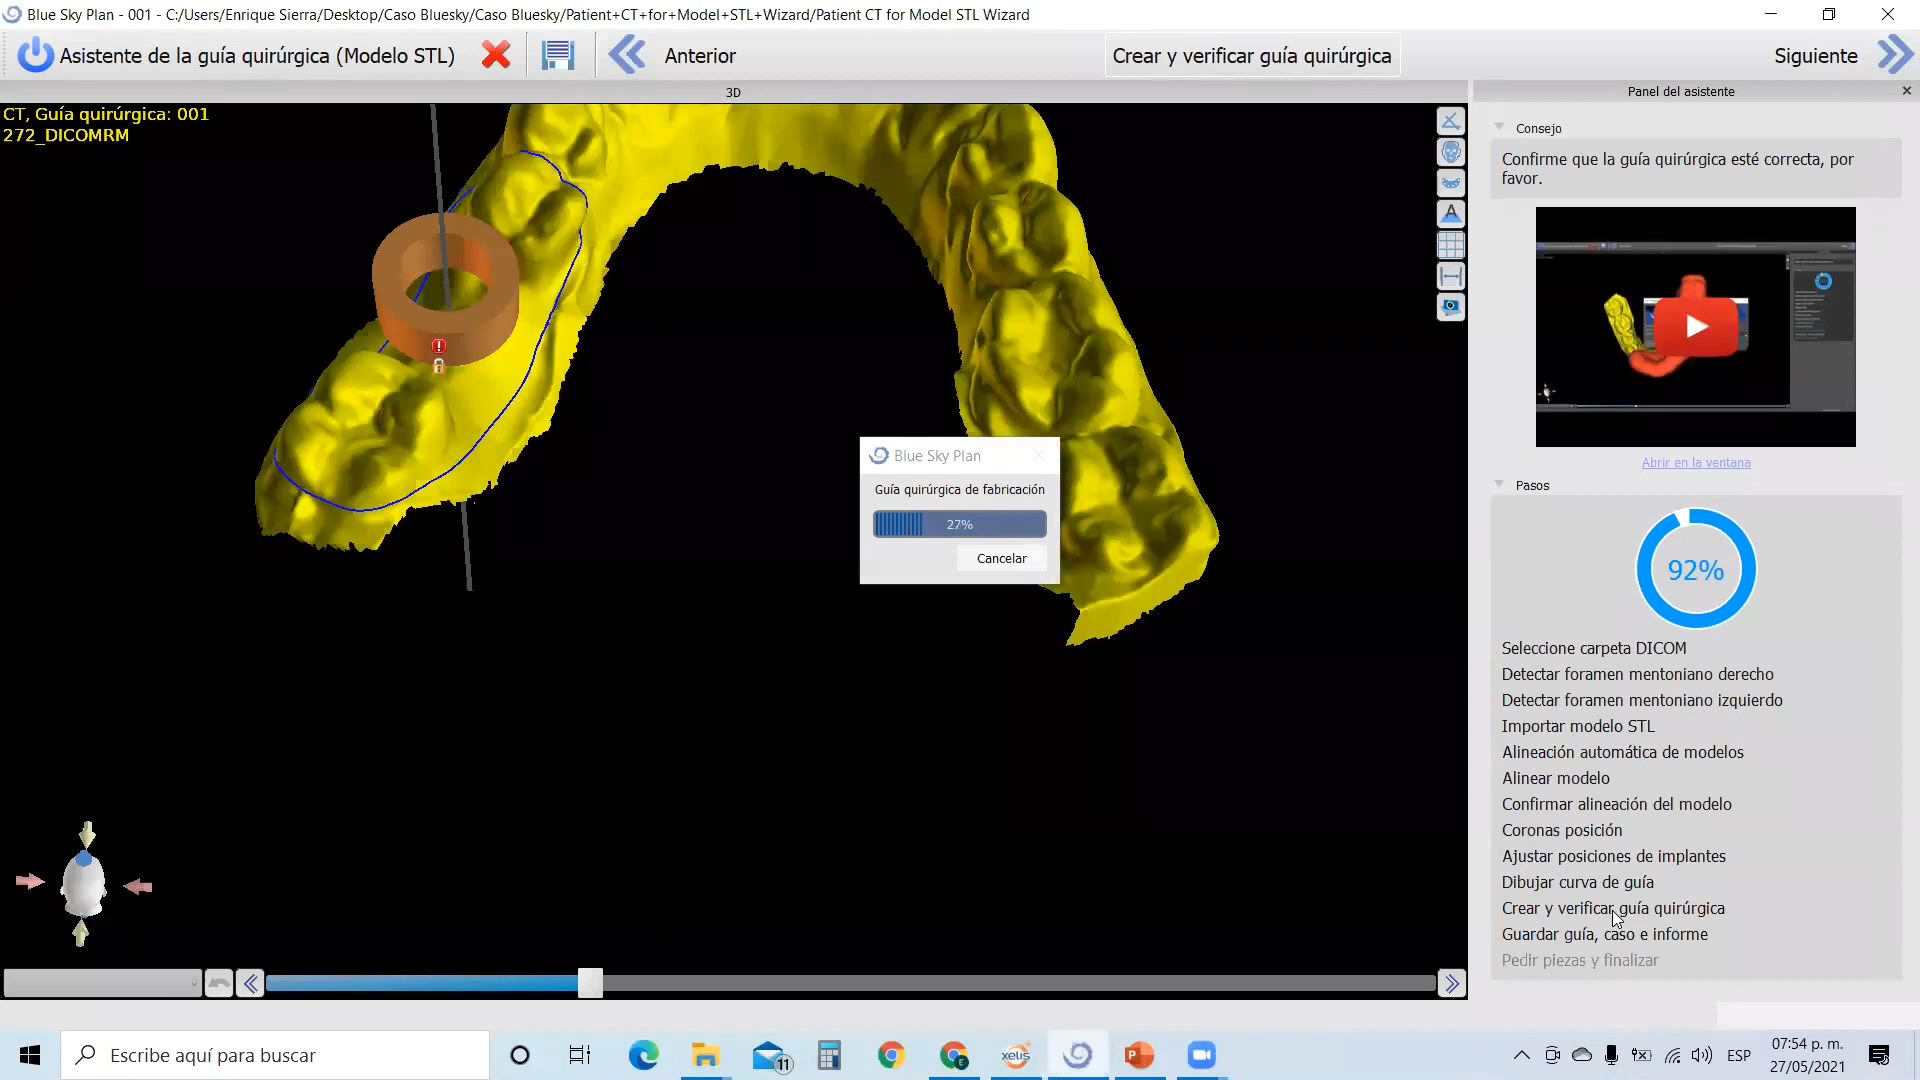 Blue Sky Plan - 001 - C:/Users/Enrique Sierra/Desktop/Caso Bluesky/Caso Bluesky/Patient+CT+for+Model+STL+Wizard/Patient CT for Model STL Wizard
Asistente de la guía quirúrgica (Modelo STL)
Anterior
Crear y verificar guía quirúrgica
Siguiente
3D
Panel del asistente
CT, Guía quirúrgica: 001
272_DICOMRM
A
Consejo
Confirme que la guía quirúrgica esté correcta, por
favor.
Abrir en la ventana
Blue Sky Plan
Guía quirúrgica de fabricación
27%
Cancelar
Pasos
92%
Seleccione carpeta DICOM
Detectar foramen mentoniano derecho
Detectar foramen mentoniano izquierdo
Importar modelo STL
Alineación automática de modelos
Alinear modelo
Confirmar alineación del modelo
Coronas posición
Ajustar posiciones de implantes
Dibujar curva de guía
Crear y verificar guía quirúrgica
Guardar guía, caso e informe
Pedir piezas y finalizar
Escribe aquí para buscar
11
E
xelis
P
ESP
07:54 p. m.
27/05/2021